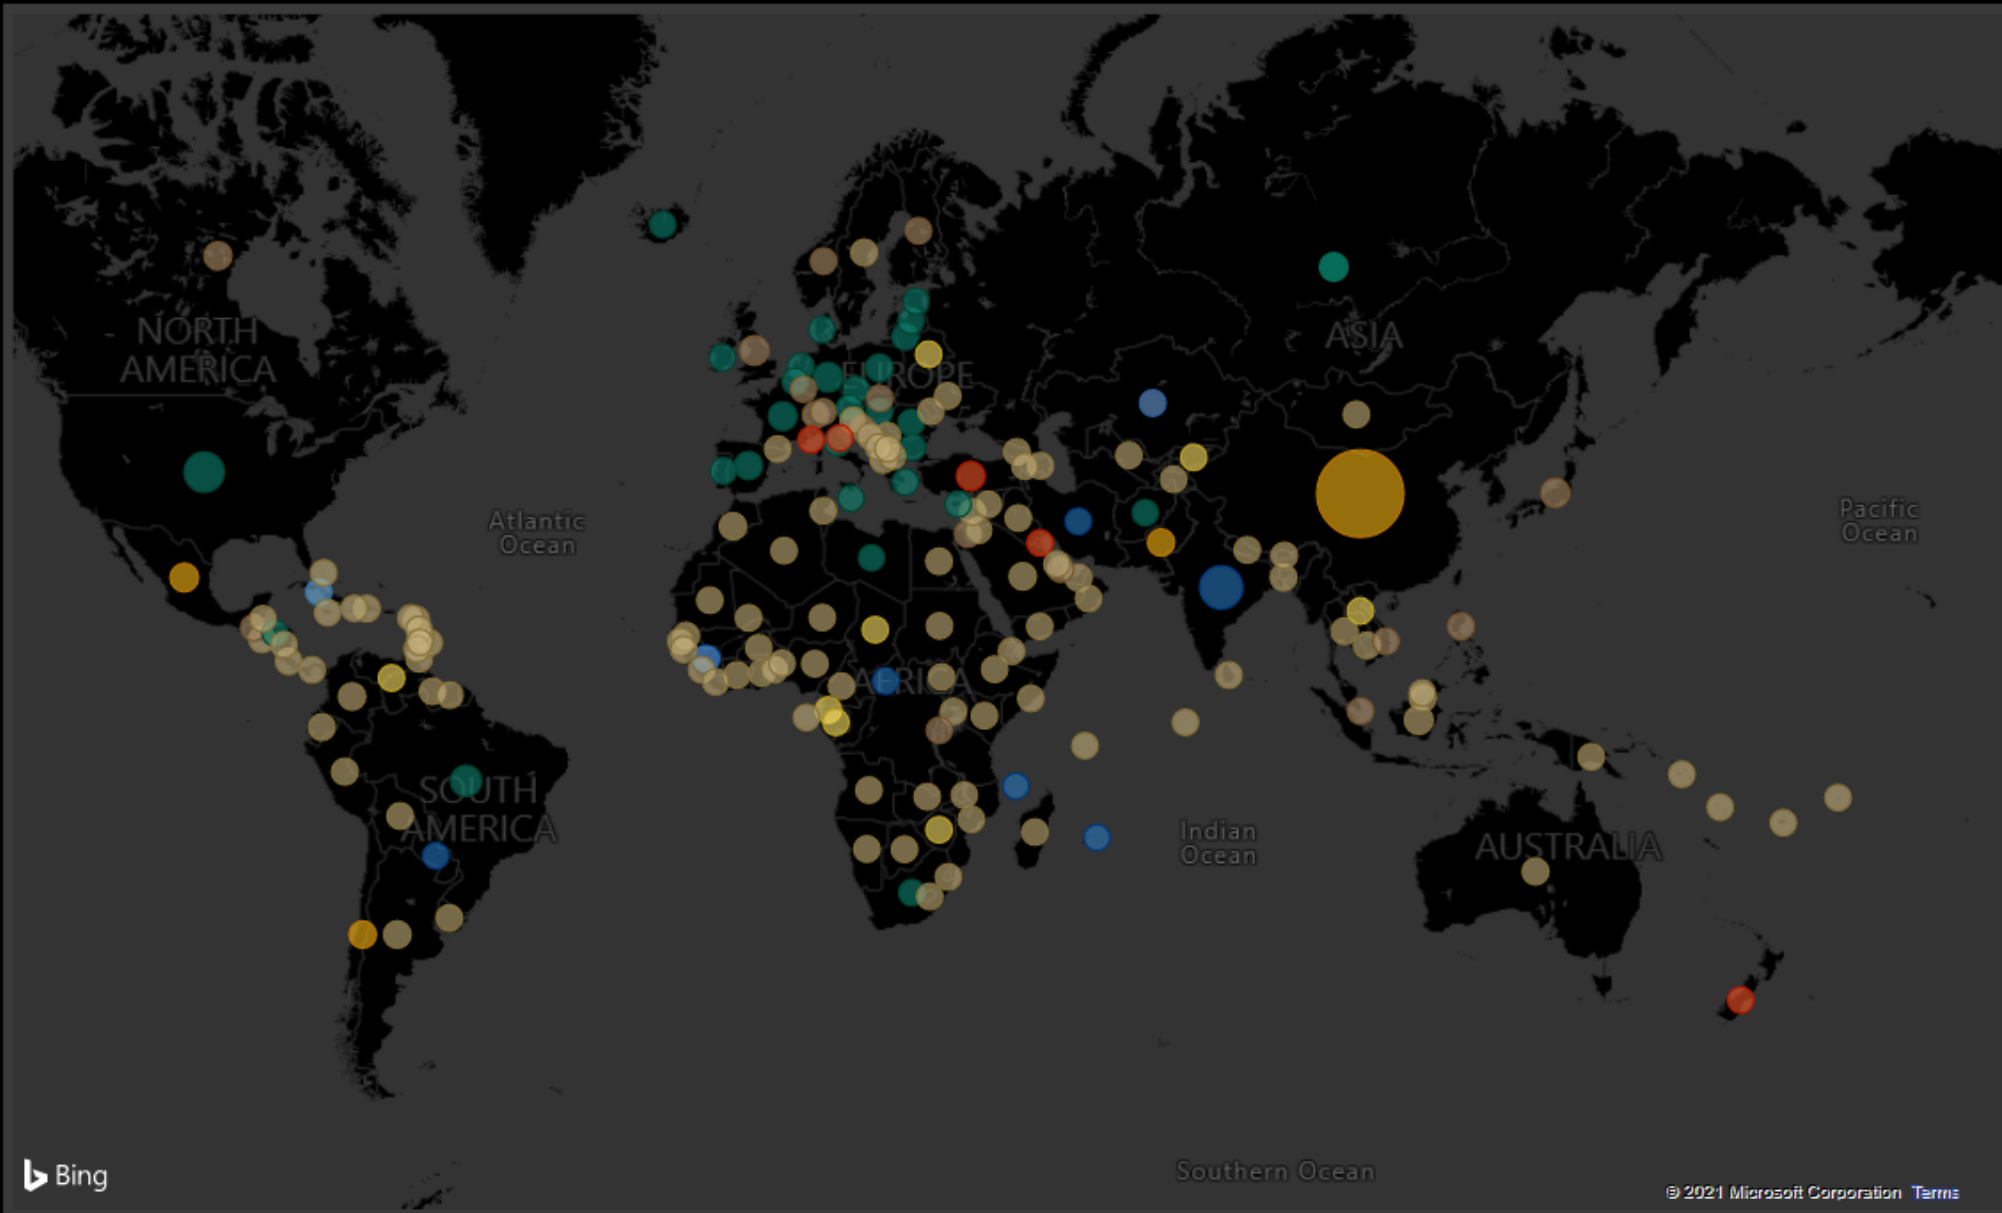 NORTH
AMERICA
EUROPE
ASIA
Atlantic
Ocean
Pacific
Ocean
AFRICA
SOUTH
AMERICA
Indian
Ocean
AUSTRALIA
Southern Ocean
Bing
© 2021 Microsoft Corporation Terms